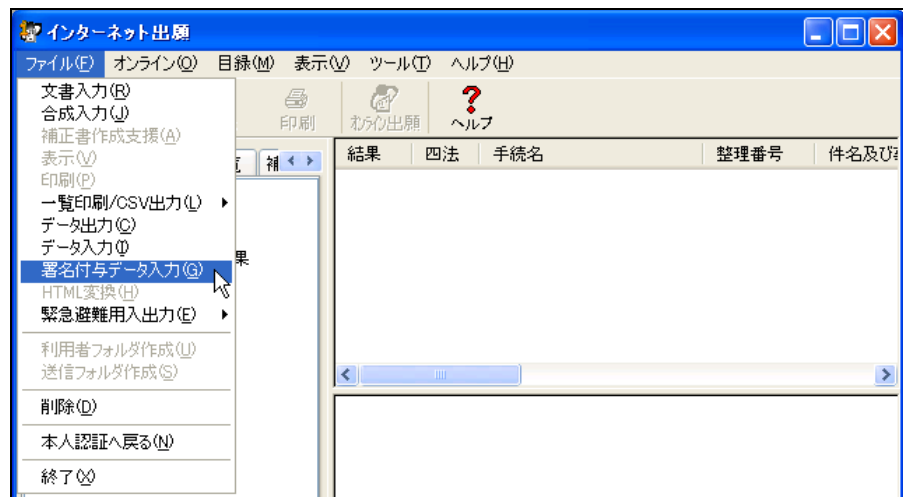 インターネット出願
ファイル(F) オンライン(O) 目録(M) 表示(V) ツール(T) ヘルプ(H)
文書入力(R)
合成入力(J)
補正書作成支援(A)
表示(V)
印刷(P)
一覧印刷/CSV出力(L)
データ出力(C)
データ入力(I)
署名付与データ入力(G)
HTML変換(H)
緊急避難用入出力(E)
利用者フォルダ作成(U)
送信フォルダ作成(S)
削除(D)
本人認証へ戻る(N)
終了(X)
印刷 オンライン出願 ヘルプ
補
果
結果 四法 手続名 整理番号 件名及び